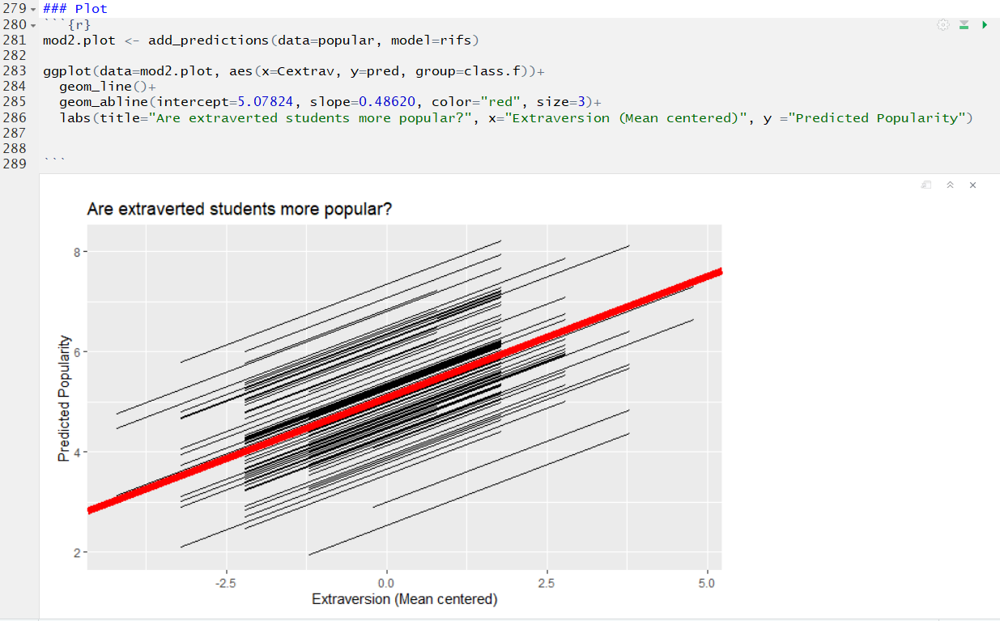 279 ### Plot
280 ```{r}
281 mod2.plot <- add_predictions(data=popular, model=rifs)
282
283 ggplot(data=mod2.plot, aes(x=Cextrav, y=pred, group=class.f))+
284   geom_line()+
285   geom_abline(intercept=5.07824, slope=0.48620, color="red", size=3)+
286   labs(title="Are extraverted students more popular?", x="Extraversion (Mean centered)", y ="Predicted Popularity")
287
288
289 ```
Are extraverted students more popular?
Predicted Popularity
8
6
4
2
-2.5 0.0 2.5 5.0
Extraversion (Mean centered)